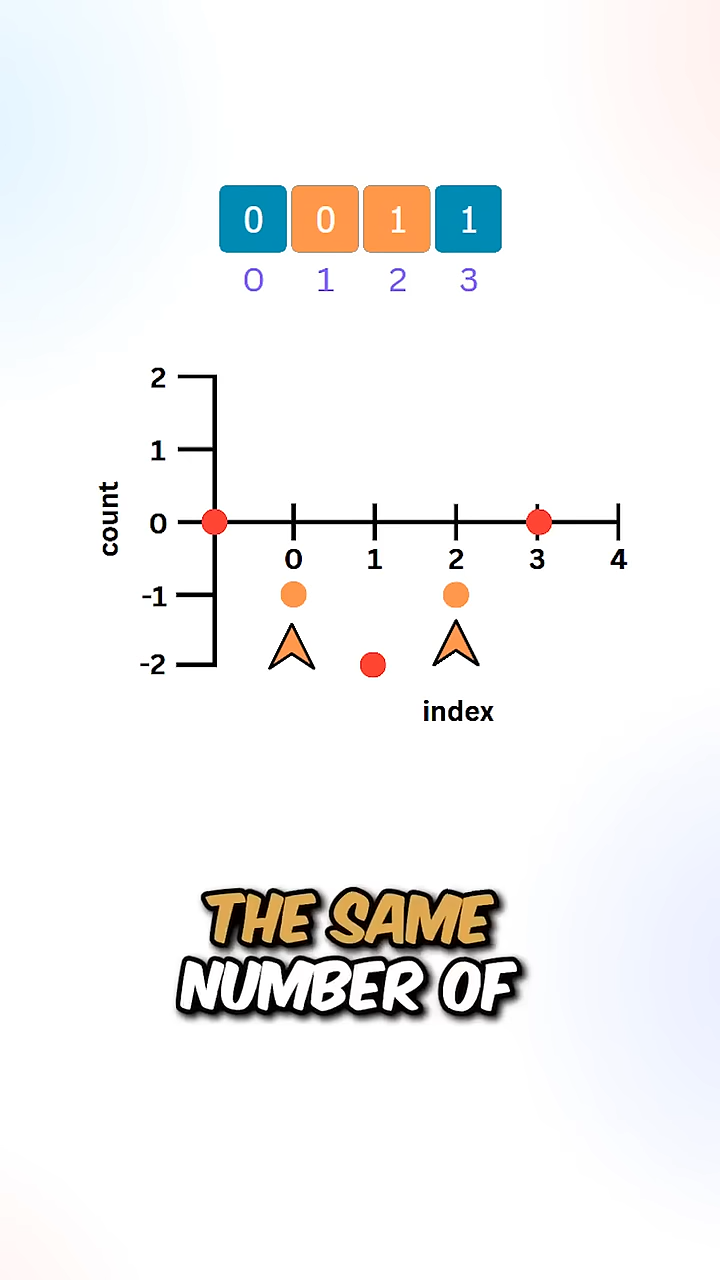 0 0 1 1
0 1 2 3
2
1
0
-1
-2
count
0 1 2 3 4
index
THE SAME
NUMBER OF